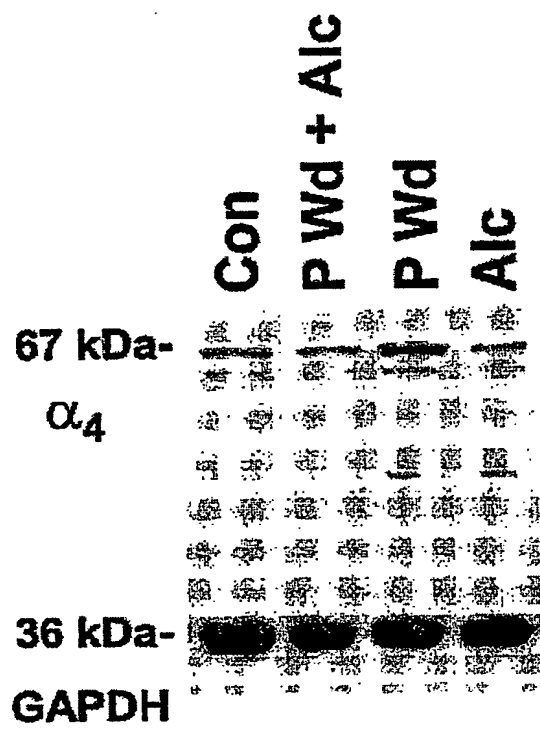 Con
P Wd + Alc
P Wd
Alc
67 kDa-
α4
36 kDa-
GAPDH